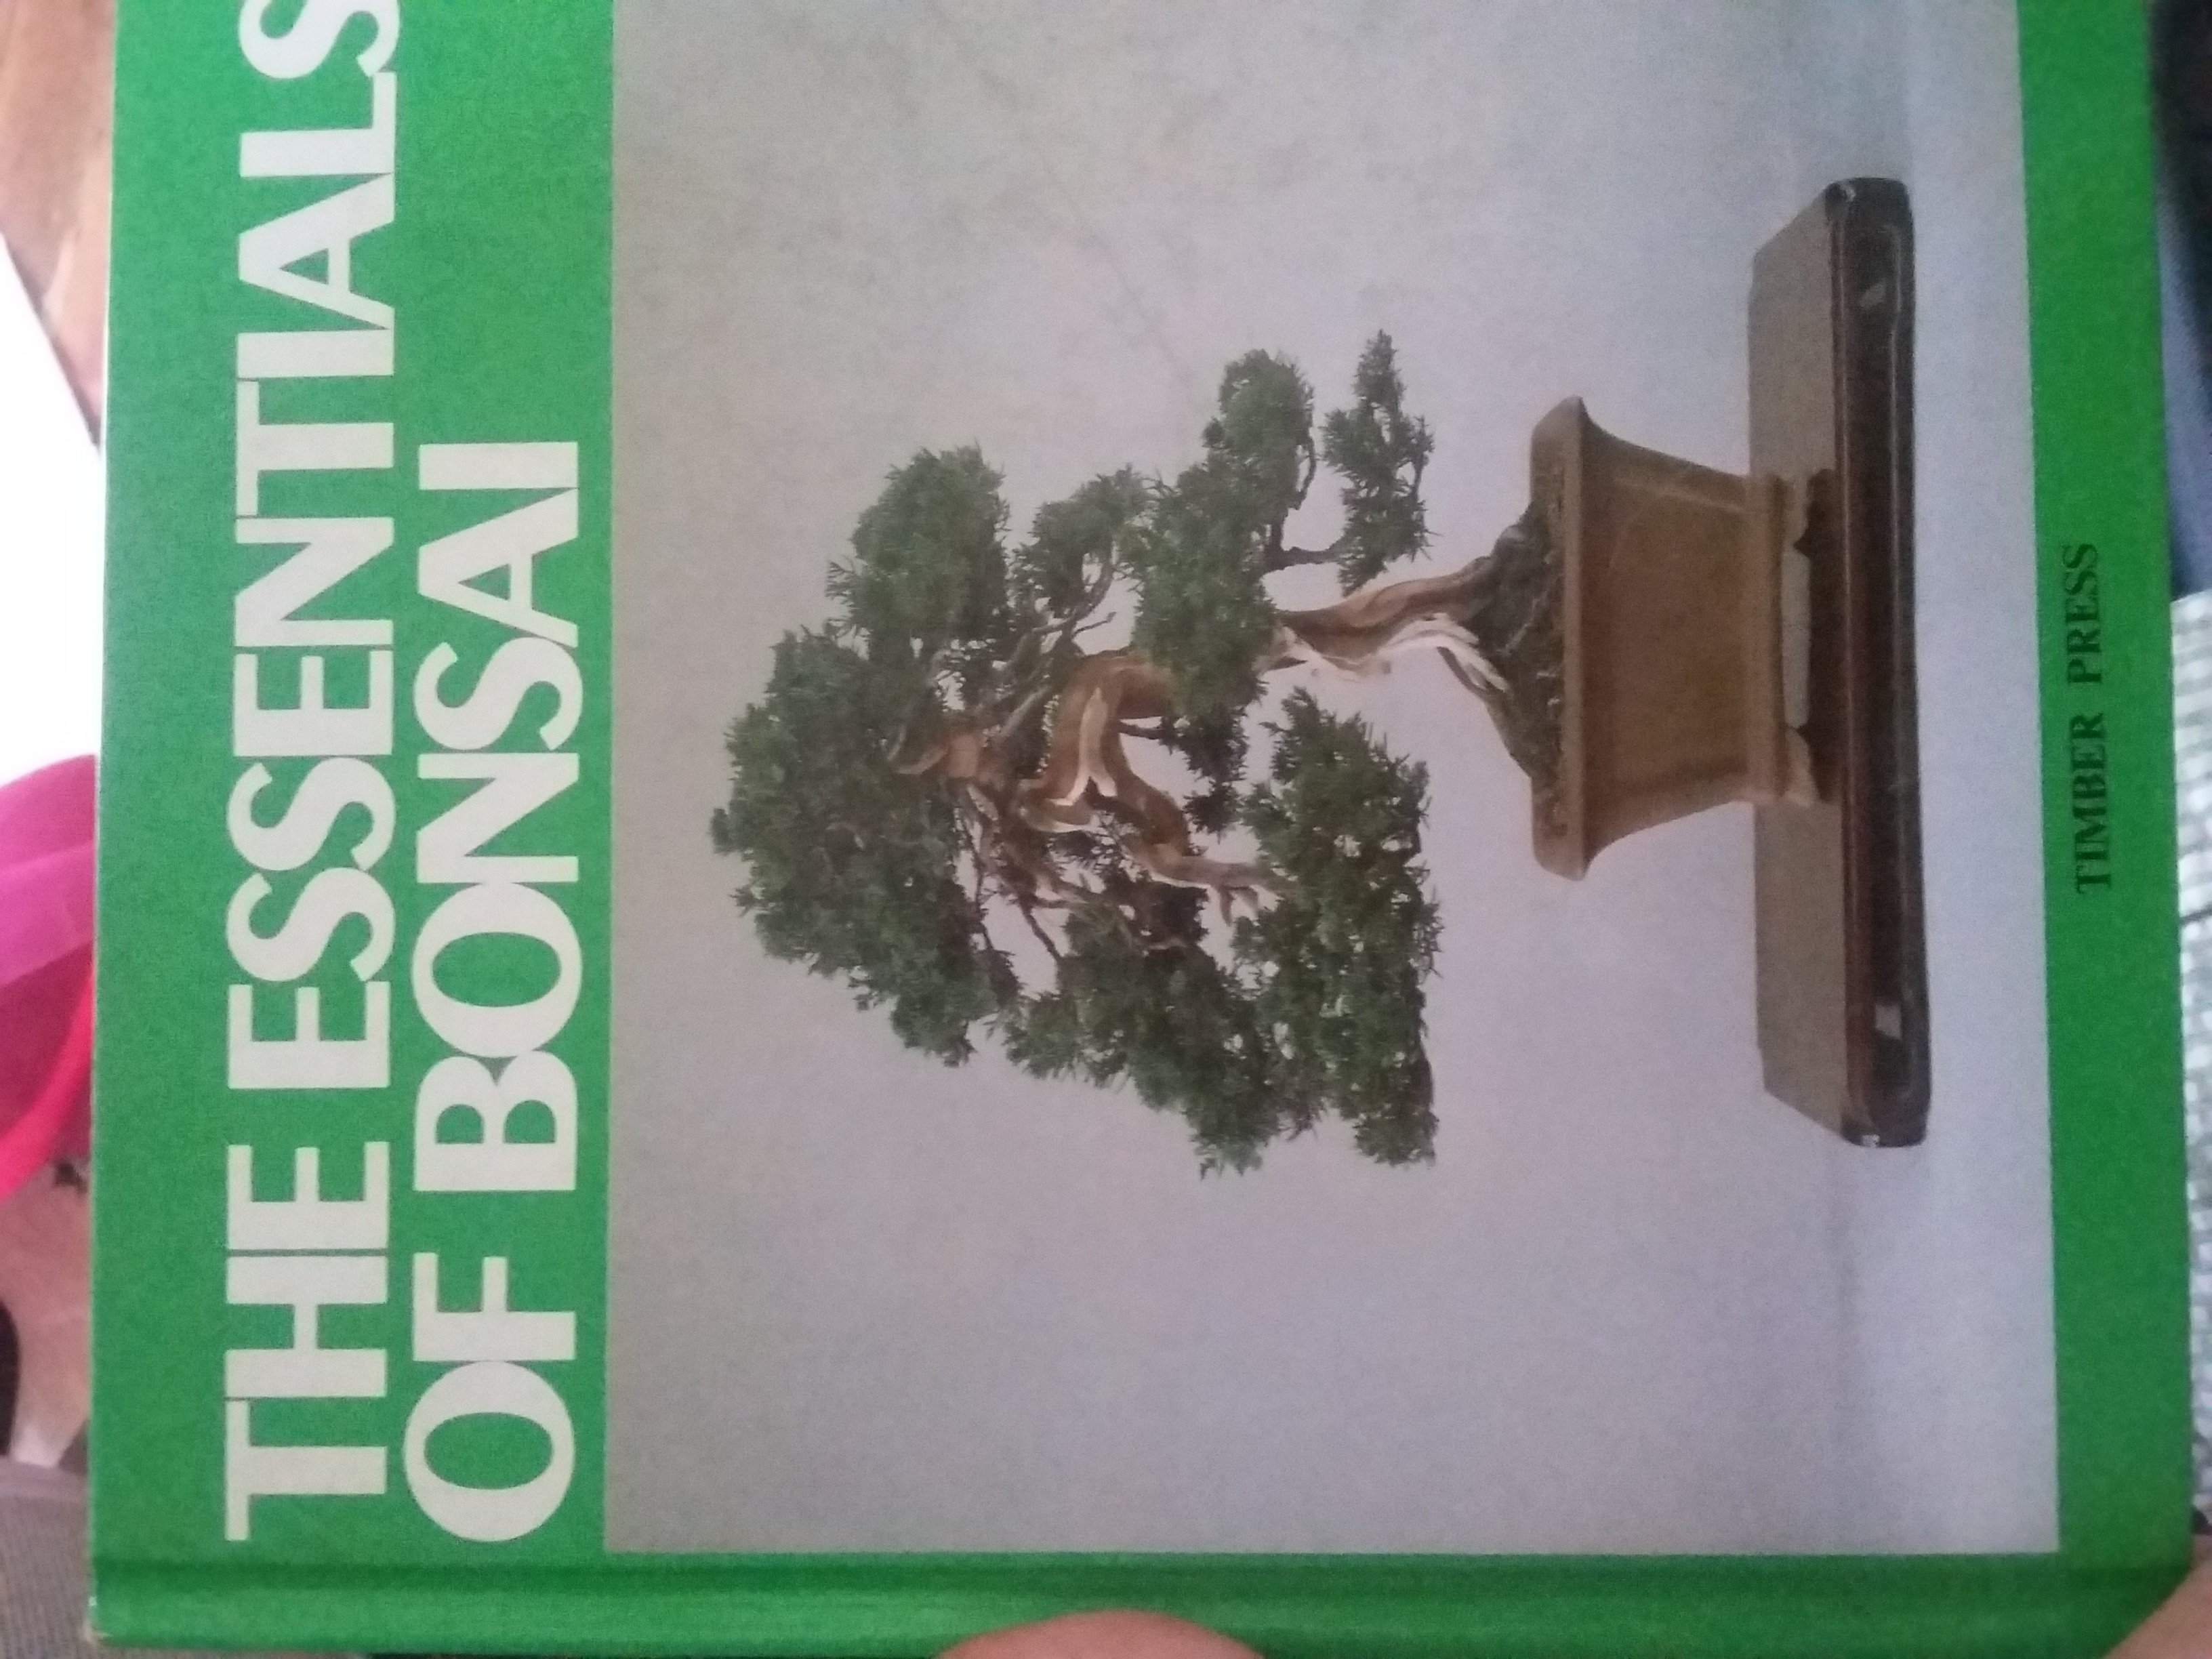 THE ESSENTIALS
OF BONSAI
TIMBER PRESS